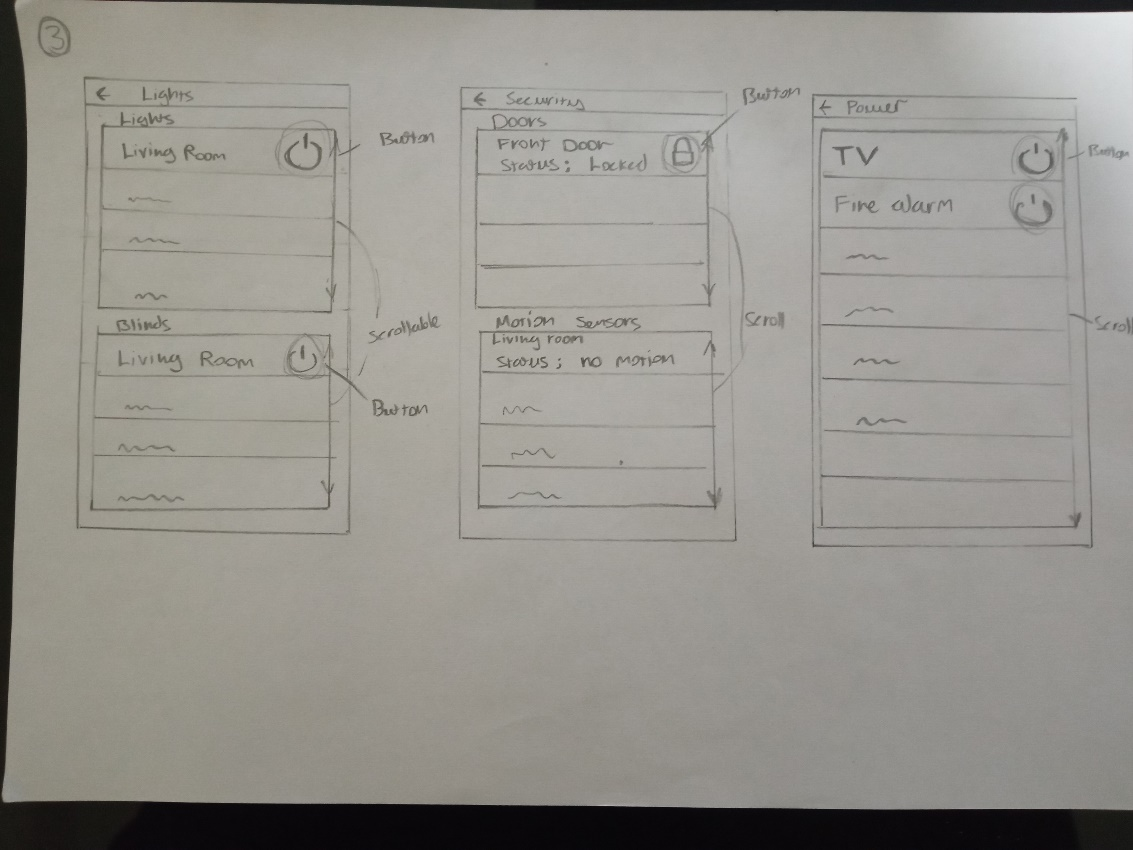 3
← Lights
Lights
Living Room
Button
Scrollable
Blinds
Living Room
Button
← Security
Doors
Front Door
Status; Locked
Button
Scroll
Motion Sensors
Living room
Status; no motion
← Power
TV
Button
Fire alarm
Scroll